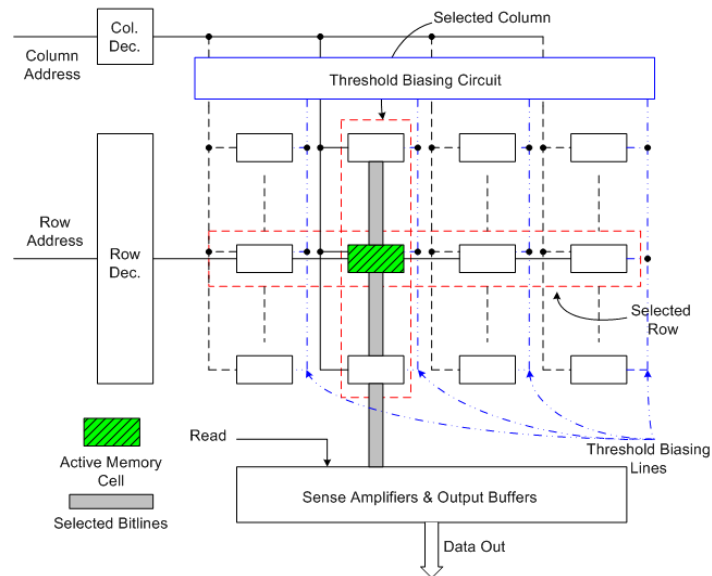 Selected Column
Col.
Dec.
Column
Address
Threshold Biasing Circuit
Row
Address
Row
Dec.
Selected
Row
Active Memory
Cell
Read
Threshold Biasing
Lines
Selected Bitlines
Sense Amplifiers & Output Buffers
Data Out